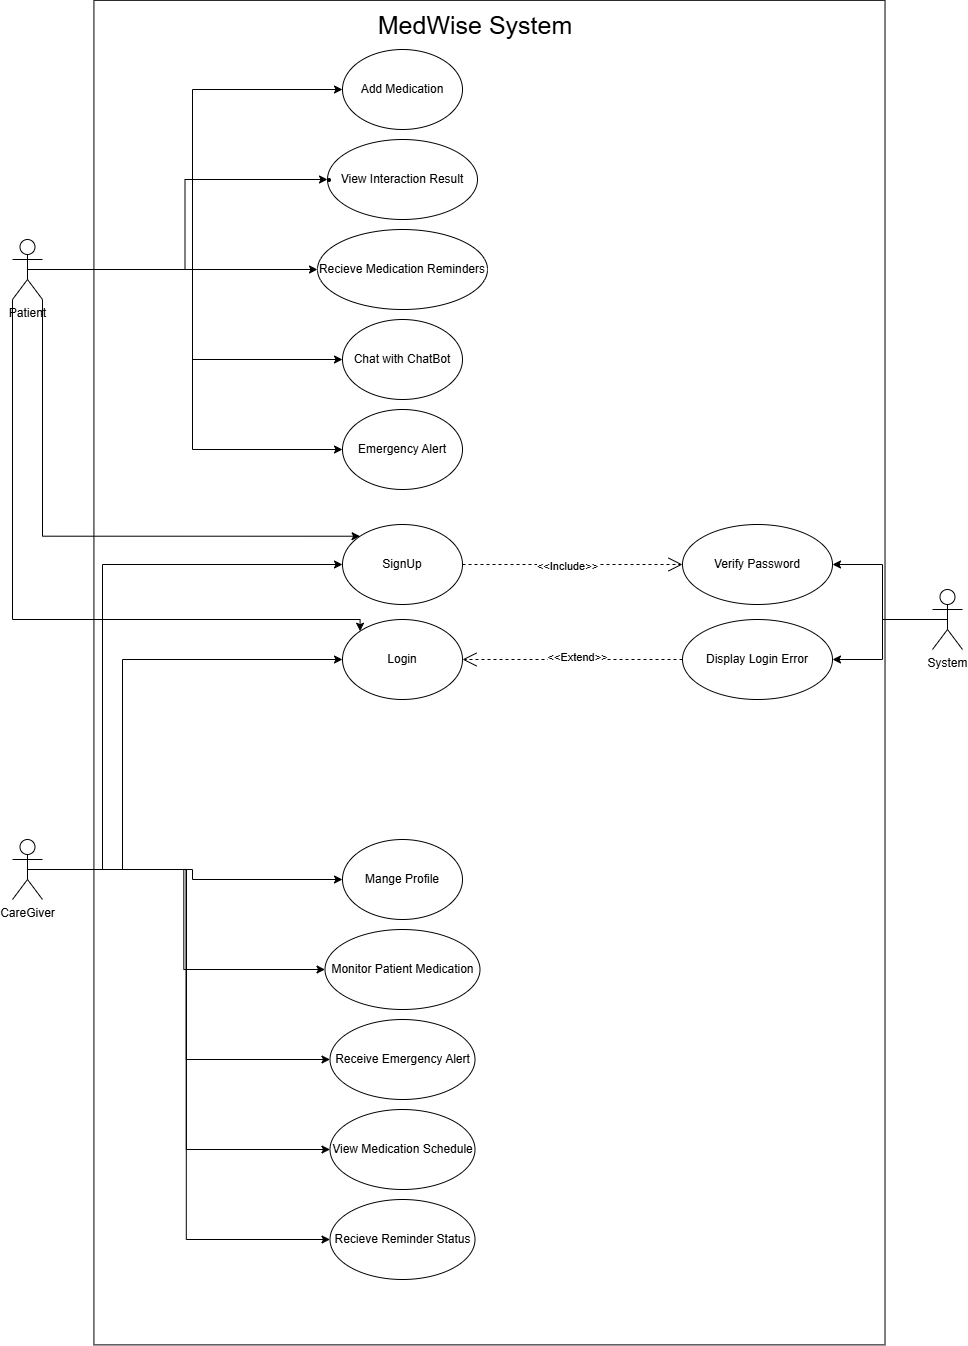 MedWise System
Add Medication
View Interaction Result
Recieve Medication Reminders
Patient
Chat with ChatBot
Emergency Alert
SignUp
<<Include>>
Verify Password
Login
<<Extend>>
Display Login Error
System
Mange Profile
CareGiver
Monitor Patient Medication
Receive Emergency Alert
View Medication Schedule
Recieve Reminder Status